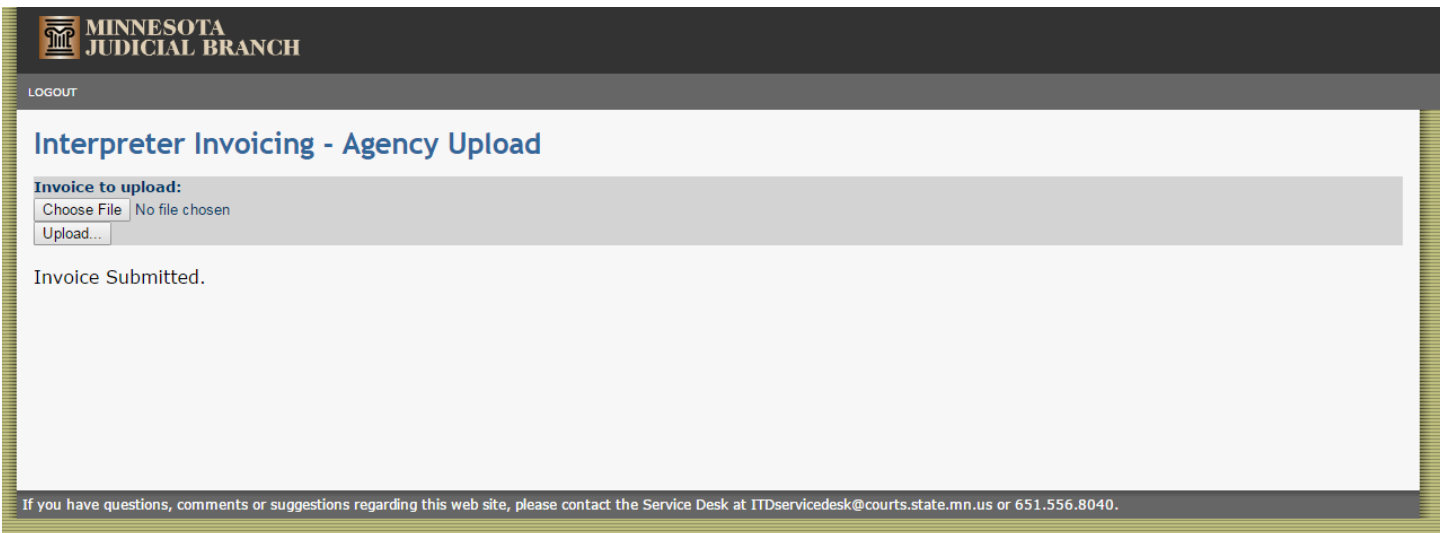 MINNESOTA
JUDICIAL BRANCH
LOGOUT
Interpreter Invoicing - Agency Upload
Invoice to upload:
Choose File No file chosen
Upload...
Invoice Submitted.
If you have questions, comments or suggestions regarding this web site, please contact the Service Desk at ITDservicedesk@courts.state.mn.us or 651.556.8040.